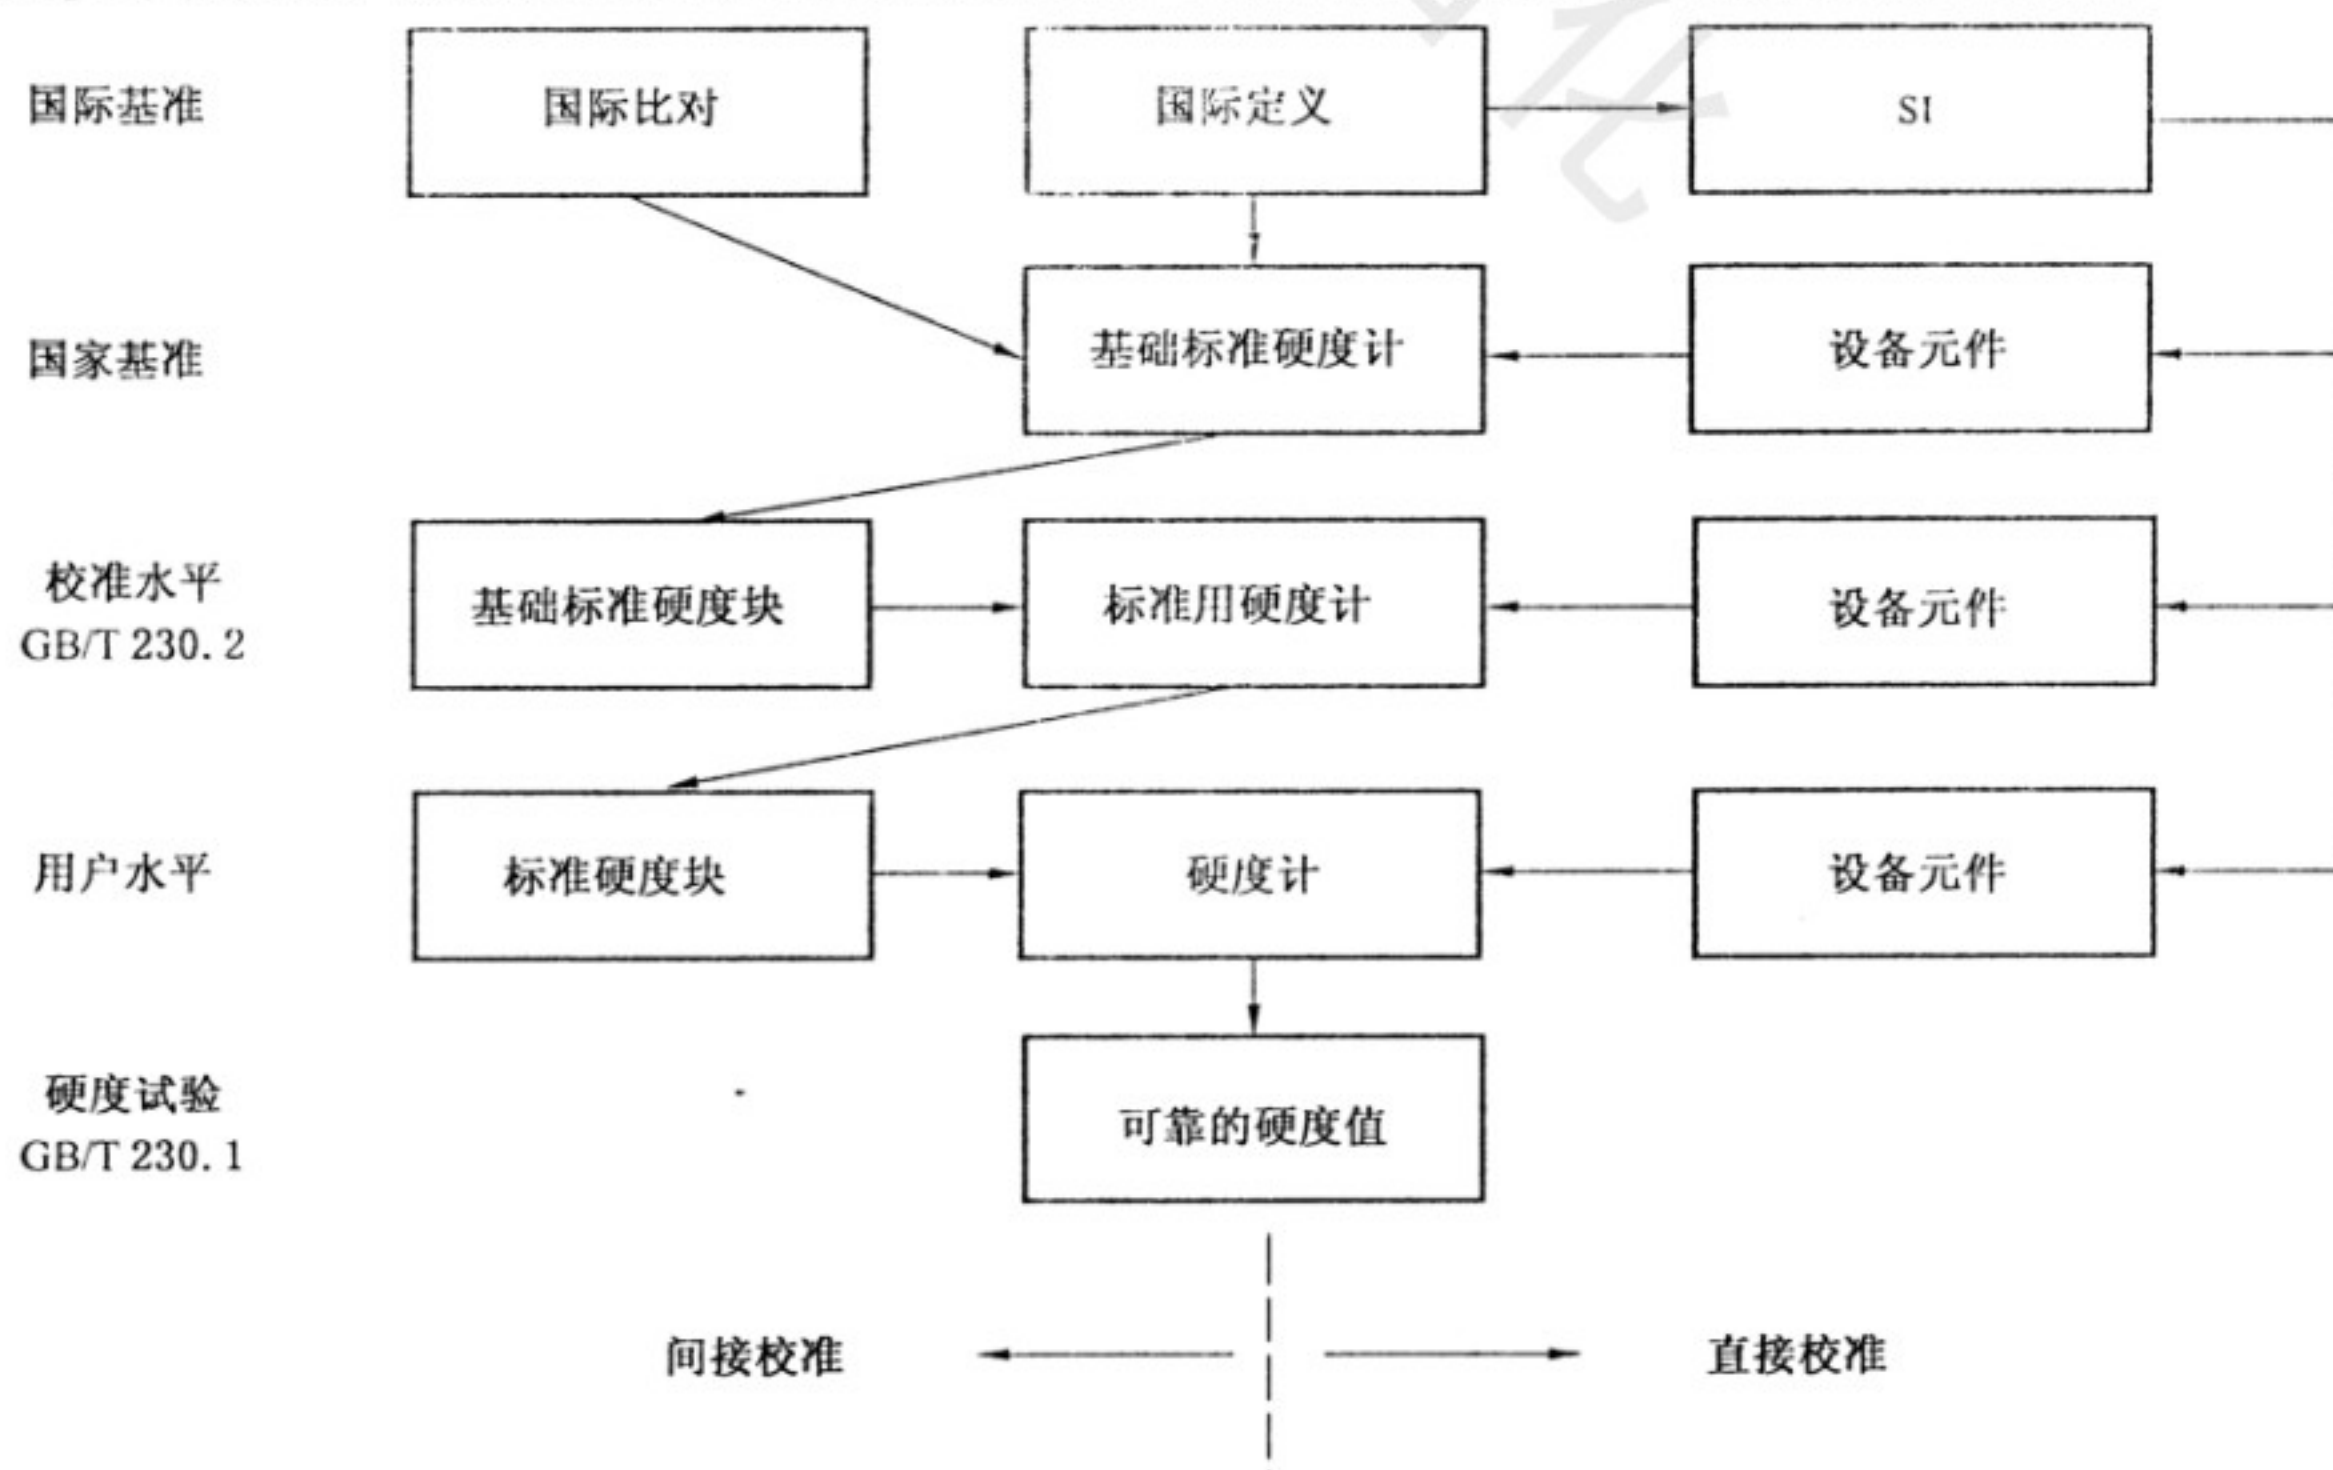 国际基准
国际比对
国际定义
SI
国家基准
基础标准硬度计
设备元件
校准水平
GB/T 230.2
基础标准硬度块
标准用硬度计
设备元件
用户水平
标准硬度块
硬度计
设备元件
硬度试验
GB/T 230.1
可靠的硬度值
间接校准
直接校准
化